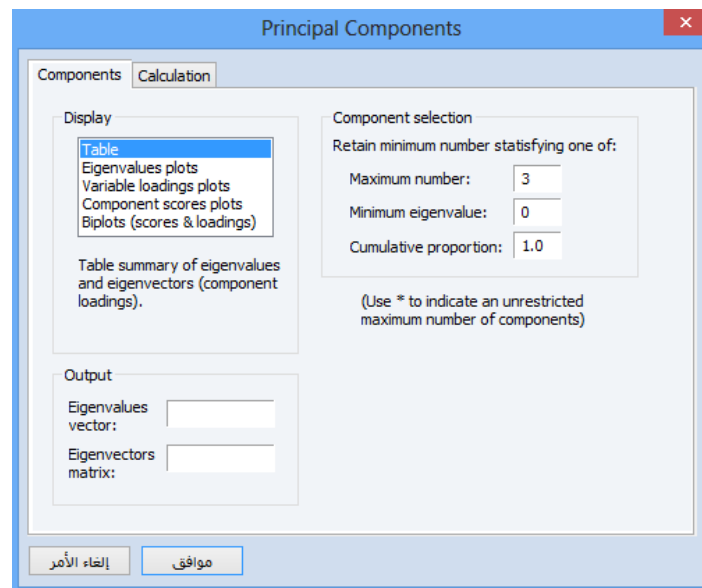 Principal Components
Components
Calculation
Display
Table
Eigenvalues plots
Variable loadings plots
Component scores plots
Biplots (scores & loadings)
Table summary of eigenvalues
and eigenvectors (component
loadings).
Output
Eigenvalues
vector:
Eigenvectors
matrix:
Component selection
Retain minimum number statisfying one of:
Maximum number: 3
Minimum eigenvalue: 0
Cumulative proportion: 1.0
(Use * to indicate an unrestricted
maximum number of components)
إلغاء الأمر
موافق